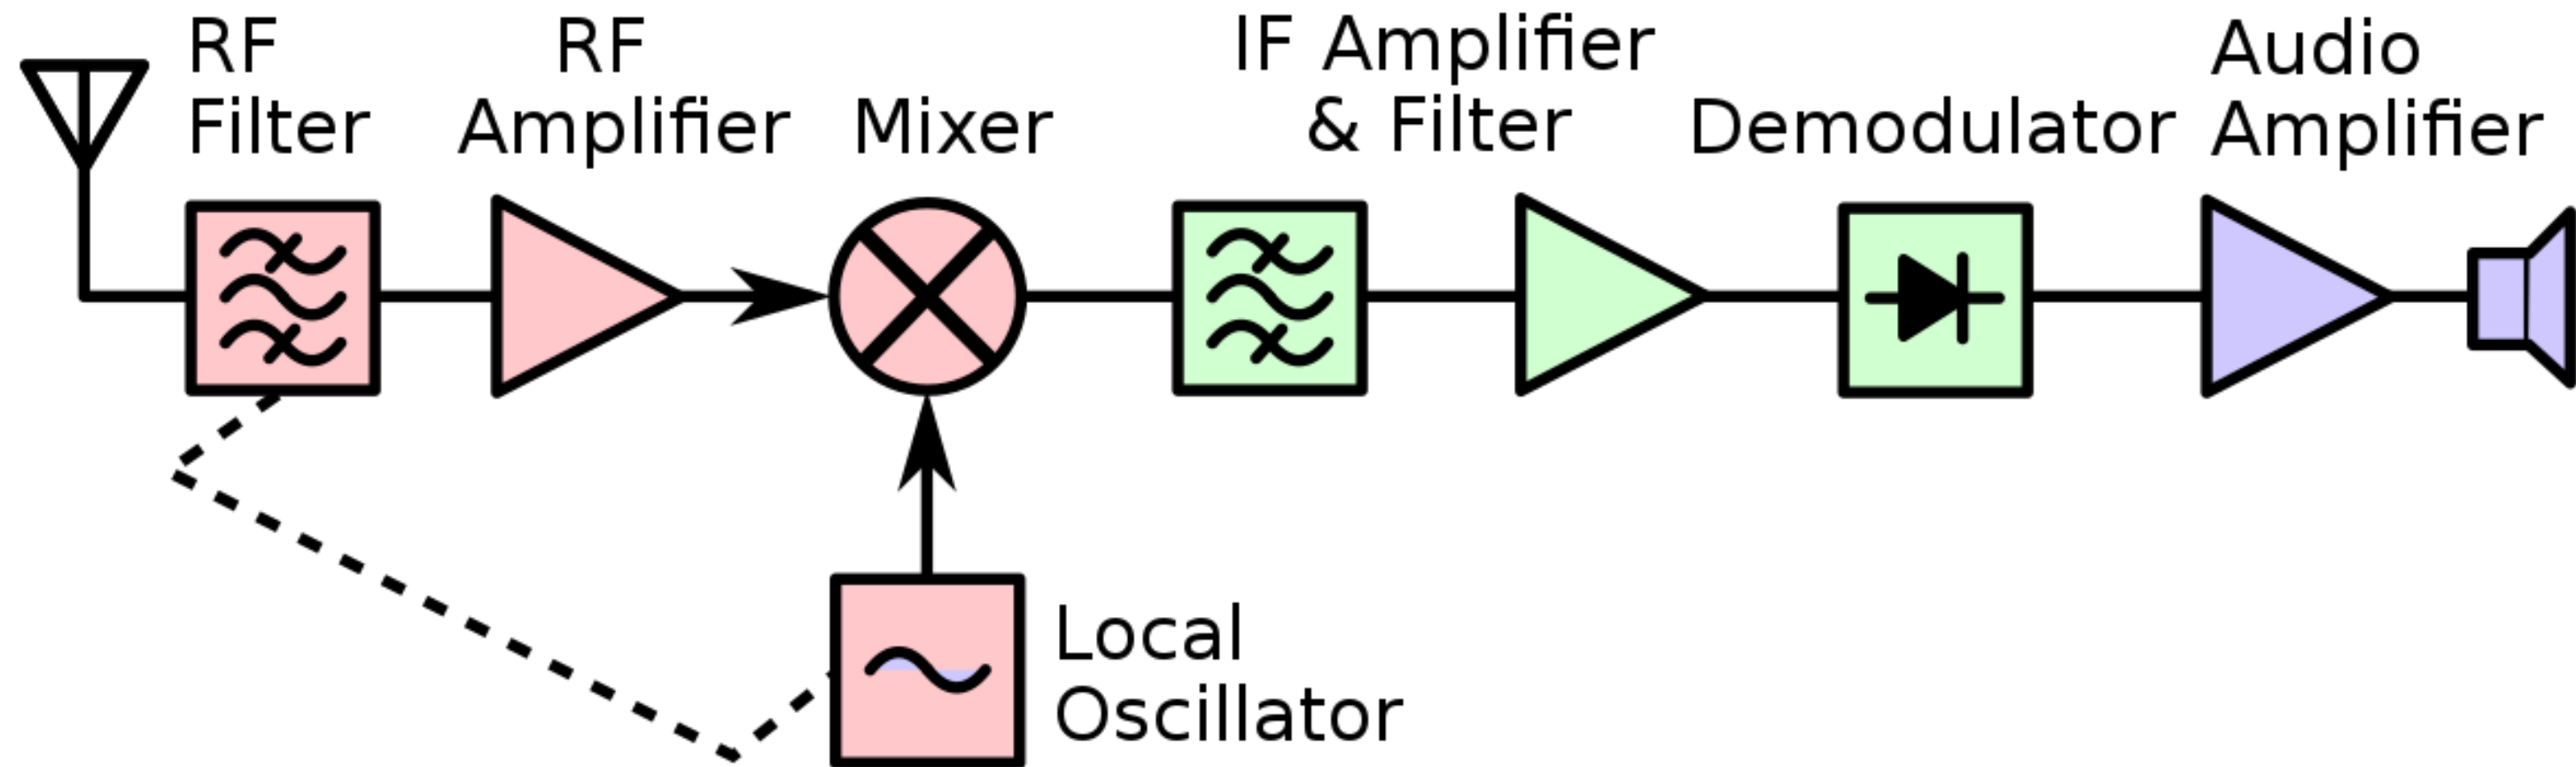 RF
Filter
RF
Amplifier
Mixer
IF Amplifier
& Filter
Demodulator
Audio
Amplifier
Local
Oscillator